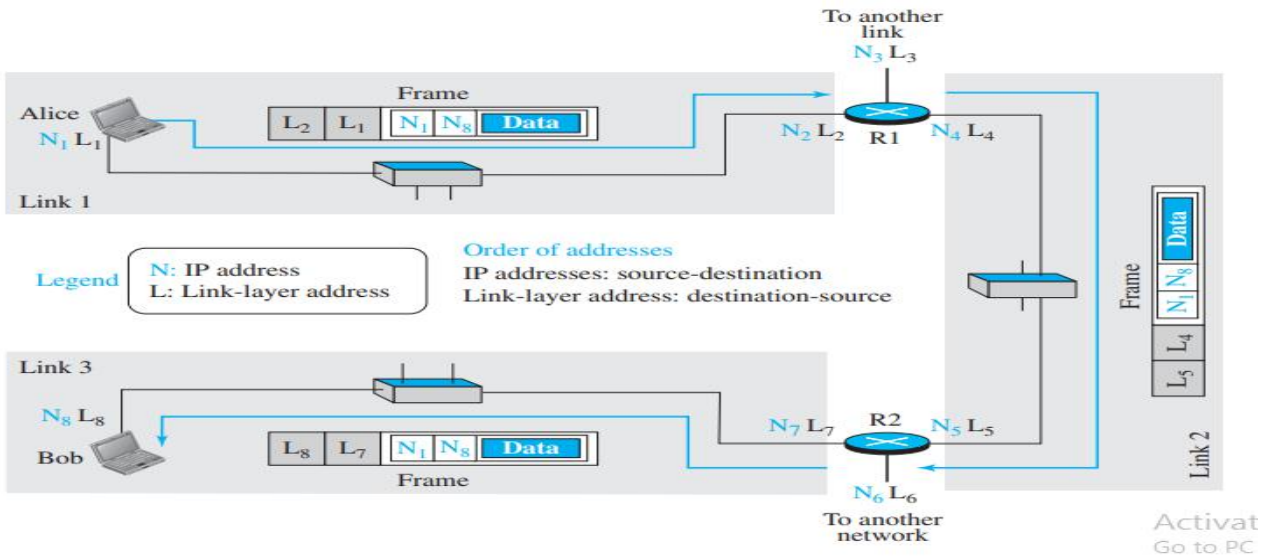 To another
link
N₃ L₃
Frame
Alice
N₁ L₁
L₂ L₁ N₁ N₈ Data
N₂ L₂
R1
N₄ L₄
Link 1
Legend
N: IP address
L: Link-layer address
Order of addresses
IP addresses: source-destination
Link-layer address: destination-source
Frame
L₅ L₄ N₁ N₈ Data
Link 2
Link 3
N₈ L₈
Bob
L₈ L₇ N₁ N₈ Data
Frame
N₇ L₇
R2
N₅ L₅
N₆ L₆
To another
network
Activat
Go to PC